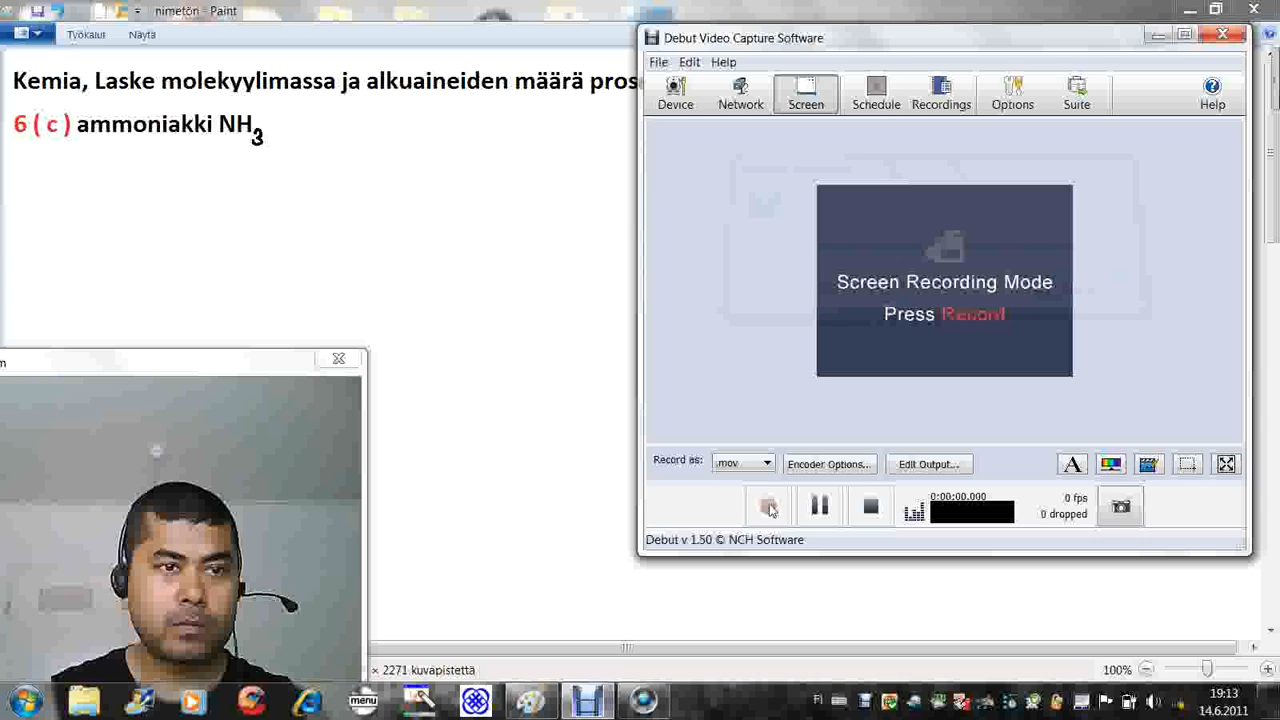 nimetön - Paint
Työkalut Näytä
Kemia, Laske molekyylimassa ja alkuaineiden määrä pros
6 ( c ) ammoniakki NH3
Debut Video Capture Software
File Edit Help
Device Network Screen Schedule Recordings Options Suite Help
Screen Recording Mode
Press Record
Record as: .mov Encoder Options... Edit Output...
A
0:00:00.000
0 fps
0 dropped
Debut v 1.50 © NCH Software
m
× 2271 kuvapistettä
100%
menu
FI
19:13
14.6.2011